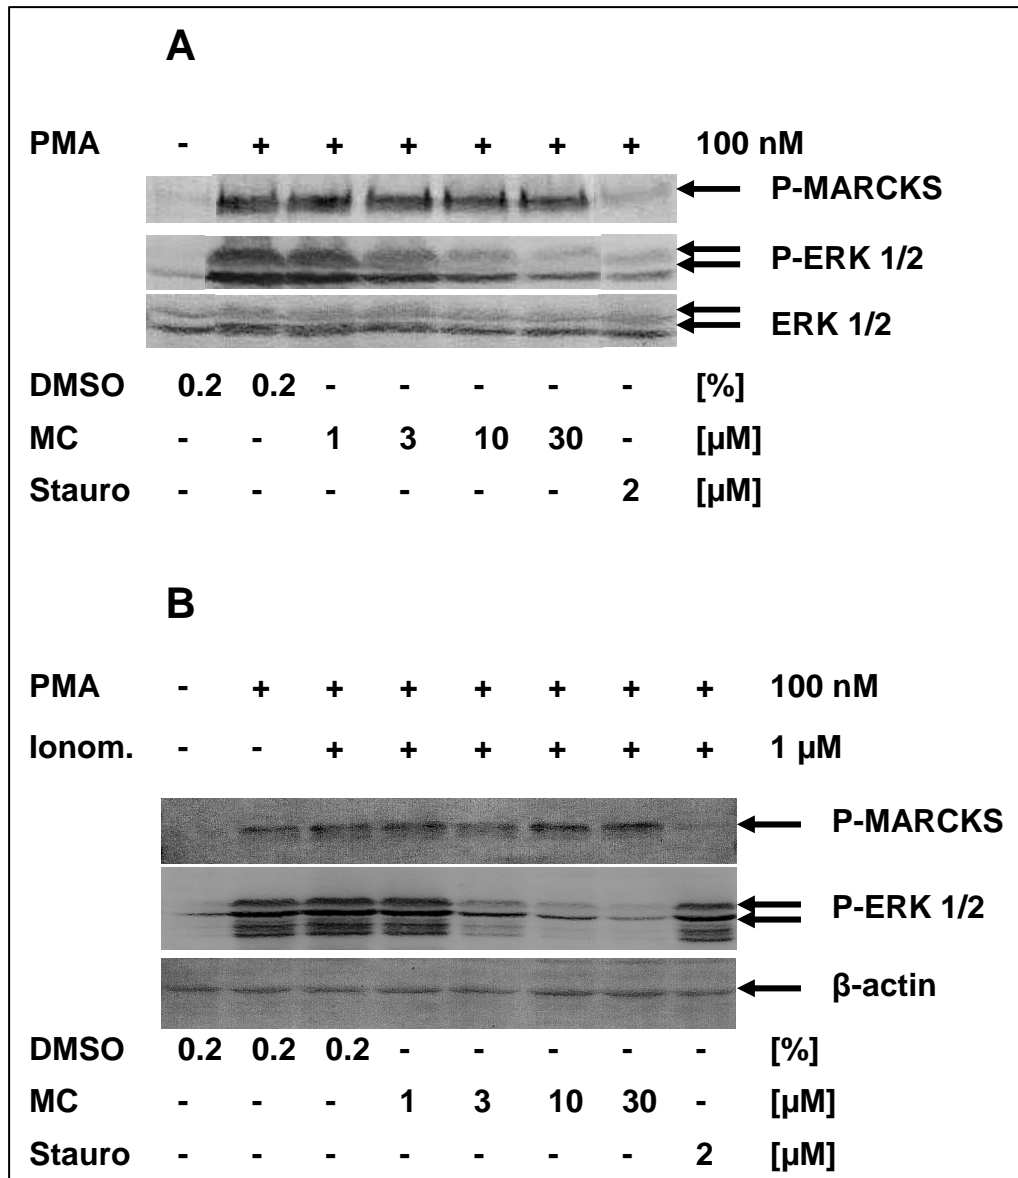 A
PMA - + + + + + + 100 nM
P-MARCKS
P-ERK 1/2
ERK 1/2
DMSO 0.2 0.2 - - - - - [%]
MC - - 1 3 10 30 - [µM]
Stauro - - - - - - 2 [µM]
B
PMA - + + + + + + + 100 nM
Ionom. - - + + + + + + 1 µM
P-MARCKS
P-ERK 1/2
β-actin
DMSO 0.2 0.2 0.2 - - - - - [%]
MC - - - 1 3 10 30 - [µM]
Stauro - - - - - - - 2 [µM]